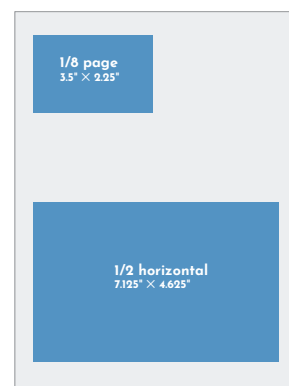 1/8 page
3.5" × 2.25"
1/2 horizontal
7.125" × 4.625"